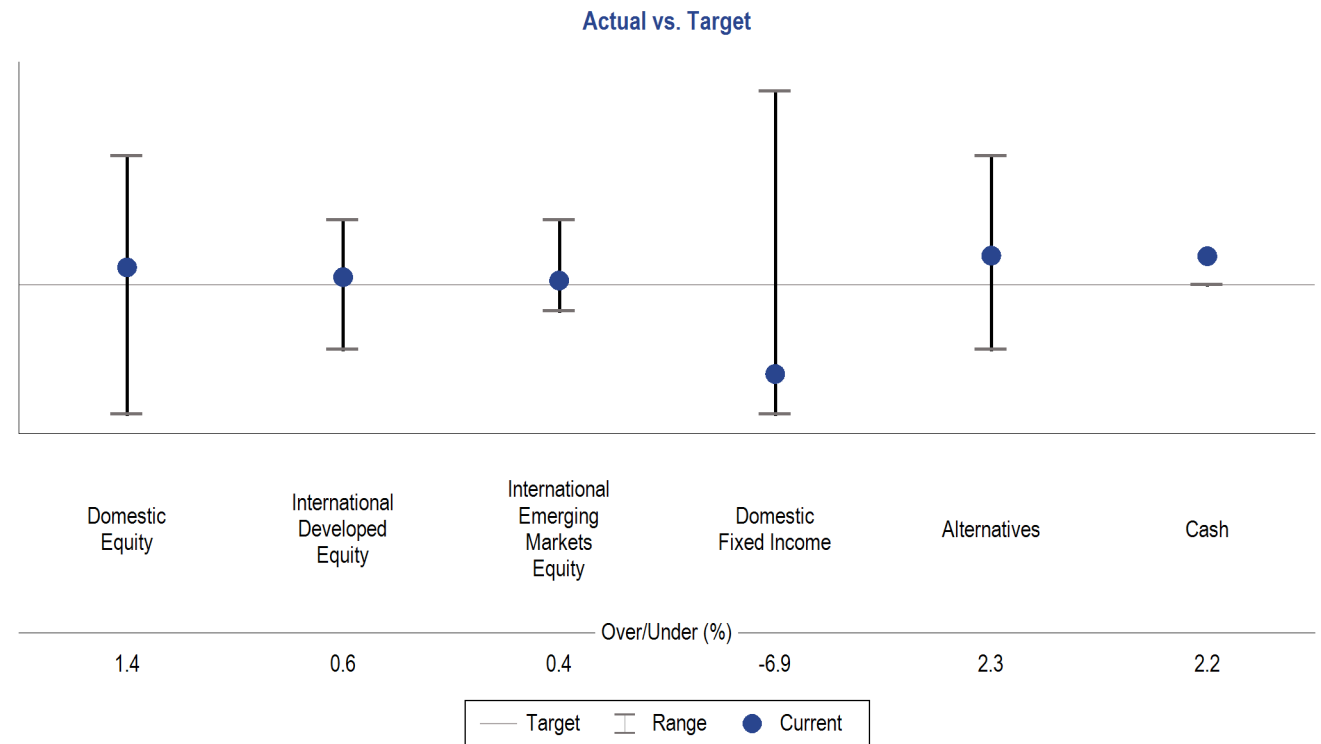 Actual vs. Target
Domestic
Equity
International
Developed
Equity
International
Emerging
Markets
Equity
Domestic
Fixed Income
Alternatives
Cash
Over/Under (%)
1.4
0.6
0.4
-6.9
2.3
2.2
Target
Range
Current